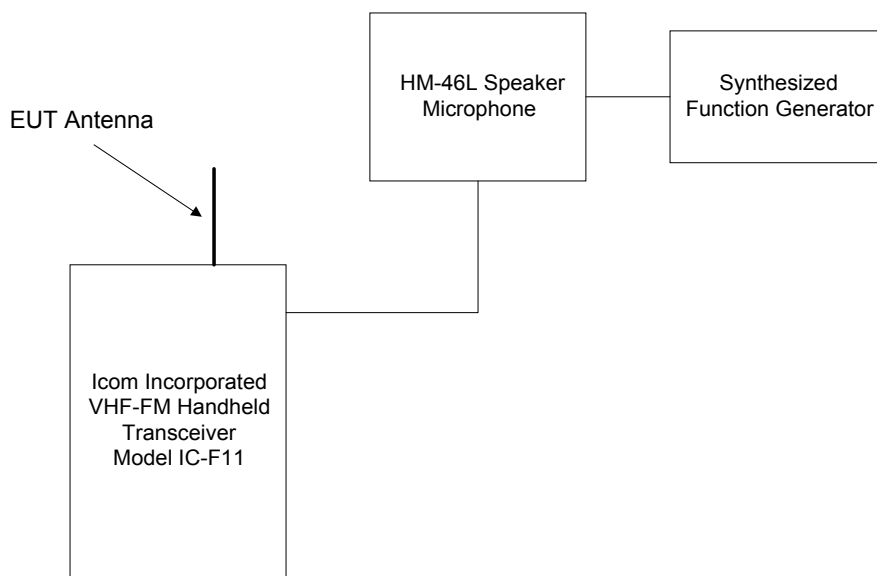 HM-46L Speaker
Microphone
Synthesized
Function Generator
EUT Antenna
Icom Incorporated
VHF-FM Handheld
Transceiver
Model IC-F11